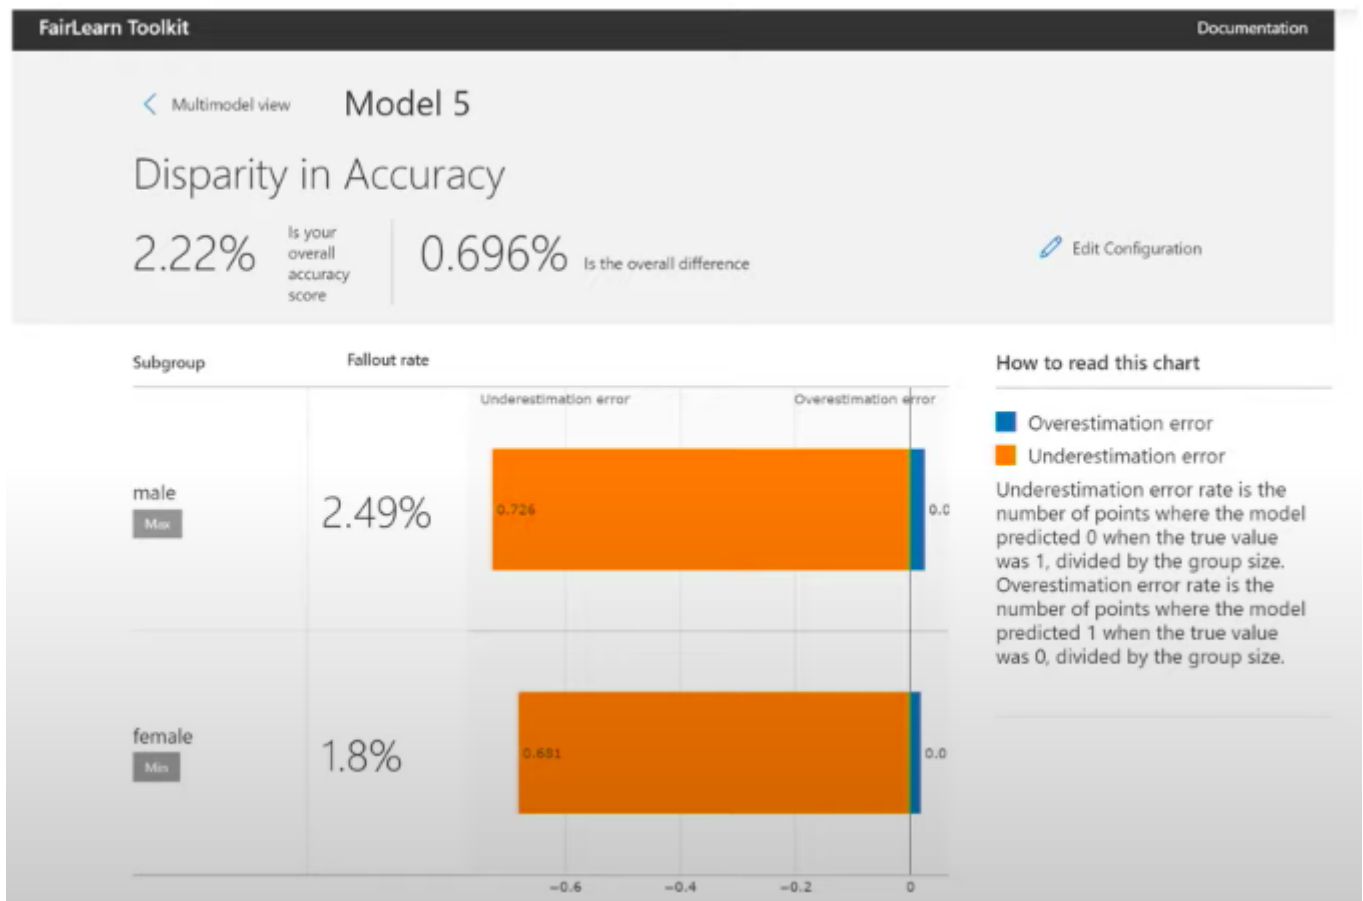 FairLearn Toolkit
Documentation
Multimodel view
Model 5
Disparity in Accuracy
2.22%
Is your
overall
accuracy
score
0.696%
Is the overall difference
Edit Configuration
Subgroup
Fallout rate
How to read this chart
Underestimation error
Overestimation error
Overestimation error
Underestimation error
Underestimation error rate is the
number of points where the model
predicted 0 when the true value
was 1, divided by the group size.
Overestimation error rate is the
number of points where the model
predicted 1 when the true value
was 0, divided by the group size.
male
Max
2.49%
0.726
0.0
female
Min
1.8%
0.681
0.0
−0.6
−0.4
−0.2
0